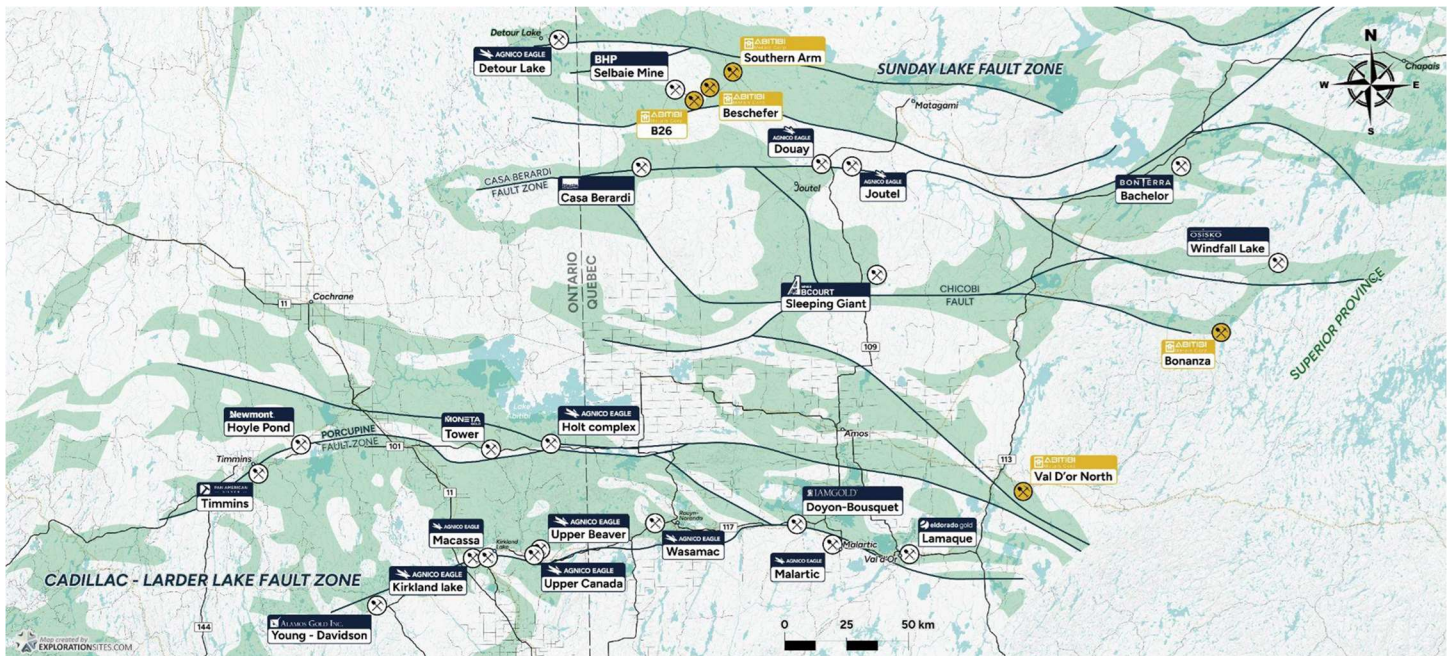 Detour Lake
AGNICO EAGLE
Detour Lake
BHP
Selbaie Mine
ABITIBI
Southern Arm
SUNDAY LAKE FAULT ZONE
N
W
E
S
Chapais
ABITIBI
B26
ABITIBI
Beschefer
Matagami
AGNICO EAGLE
Douay
CASA BERARDI
FAULT ZONE
Casa Berardi
Joutel
AGNICO EAGLE
Joutel
BONTERRA
Bachelor
OSISKO
Windfall Lake
ONTARIO
QUEBEC
ABCOURT
Sleeping Giant
CHICOBI
FAULT
SUPERIOR PROVINCE
11
Cochrane
109
ABITIBI
Bonanza
Newmont
Hoyle Pond
PORCUPINE
FAULT ZONE
101
MONETA
Tower
AGNICO EAGLE
Holt complex
Amos
Timmins
PAN AMERICAN
SILVER
Timmins
113
ABITIBI
Val D'or North
11
AGNICO EAGLE
Macassa
Kirkland
Lake
AGNICO EAGLE
Upper Beaver
Rouyn-
Noranda
AGNICO EAGLE
Wasamac
117
IAMGOLD
Doyon-Bousquet
eldorado gold
Lamaque
AGNICO EAGLE
Malartic
Malartic
Val d'Or
CADILLAC - LARDER LAKE FAULT ZONE
AGNICO EAGLE
Kirkland lake
AGNICO EAGLE
Upper Canada
ALAMOS GOLD INC.
Young - Davidson
144
0 25 50 km
Map created by
EXPLORATIONSITES.COM